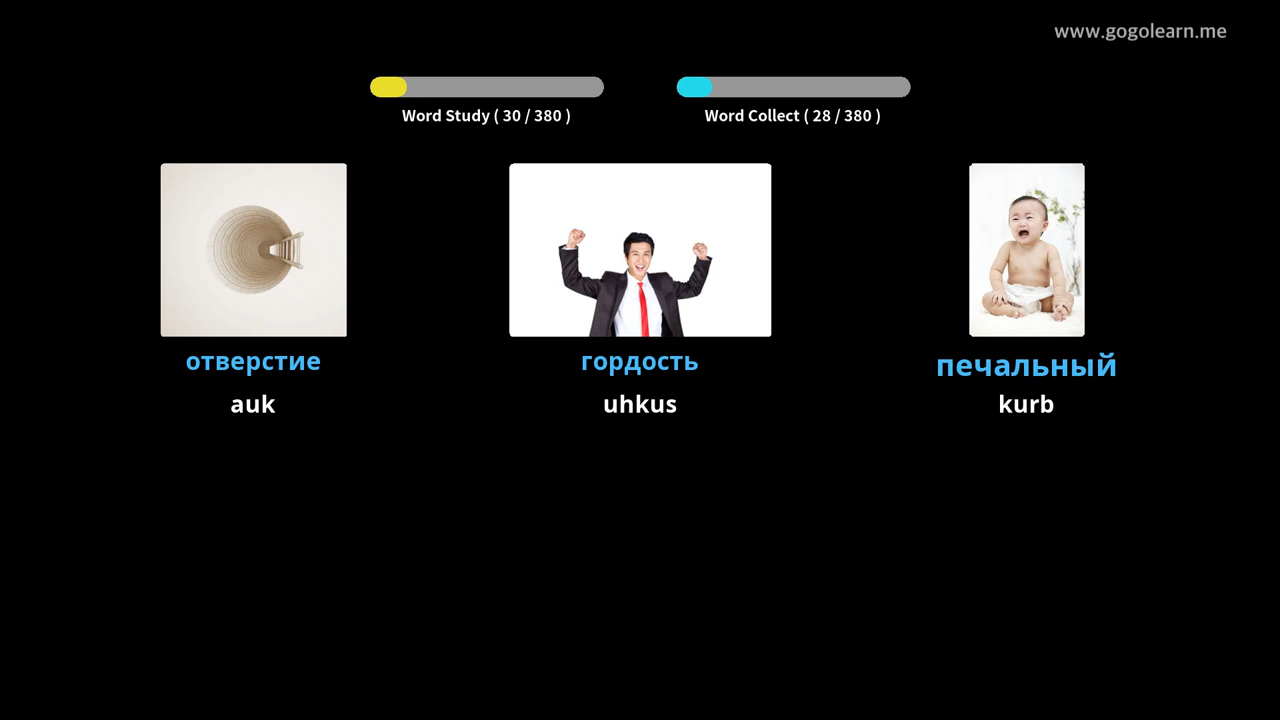 www.gogolearn.me
Word Study ( 30 / 380 )
Word Collect ( 28 / 380 )
отверстие
auk
гордость
uhkus
печальный
kurb